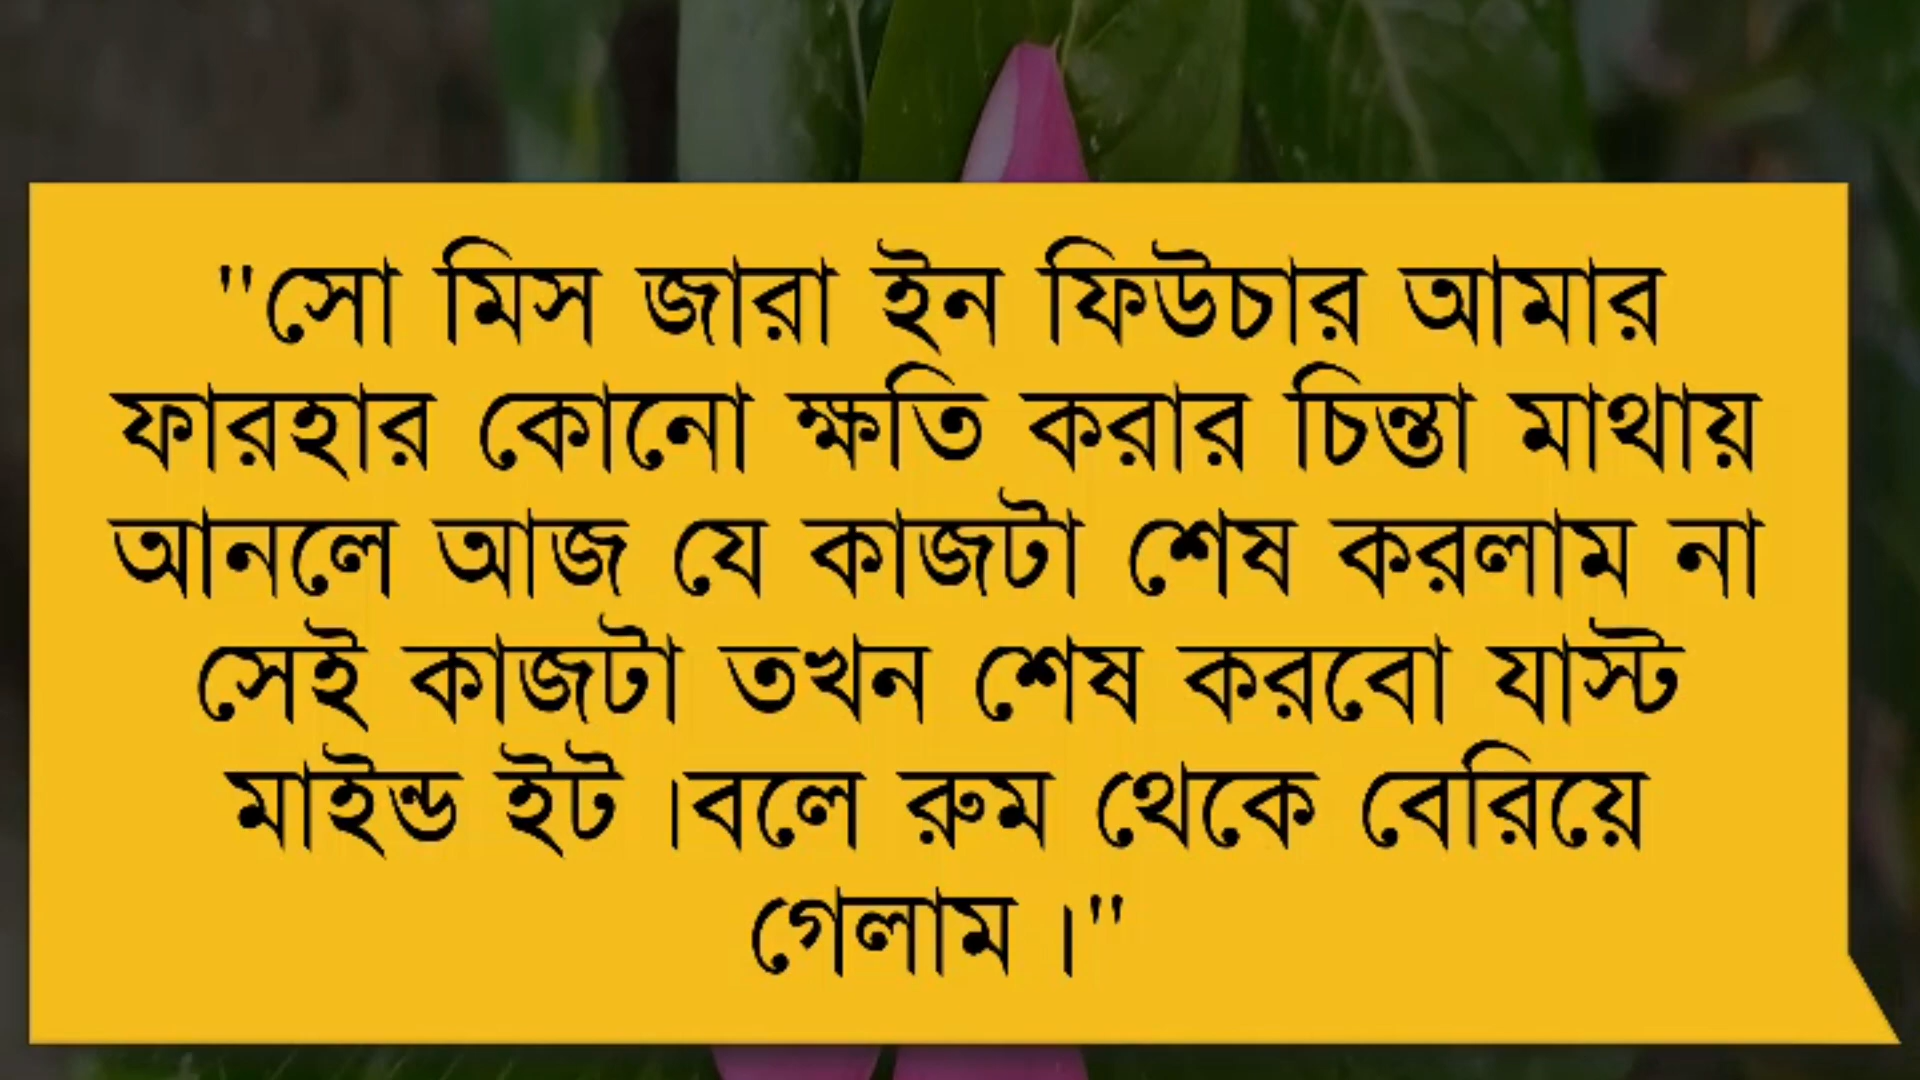 "সো মিস জারা ইন ফিউচার আমার
ফারহার কোনো ক্ষতি করার চিন্তা মাথায়
আনলে আজ যে কাজটা শেষ করলাম না
সেই কাজটা তখন শেষ করবো যাস্ট
মাইন্ড ইট ।বলে রুম থেকে বেরিয়ে
গেলাম ।"